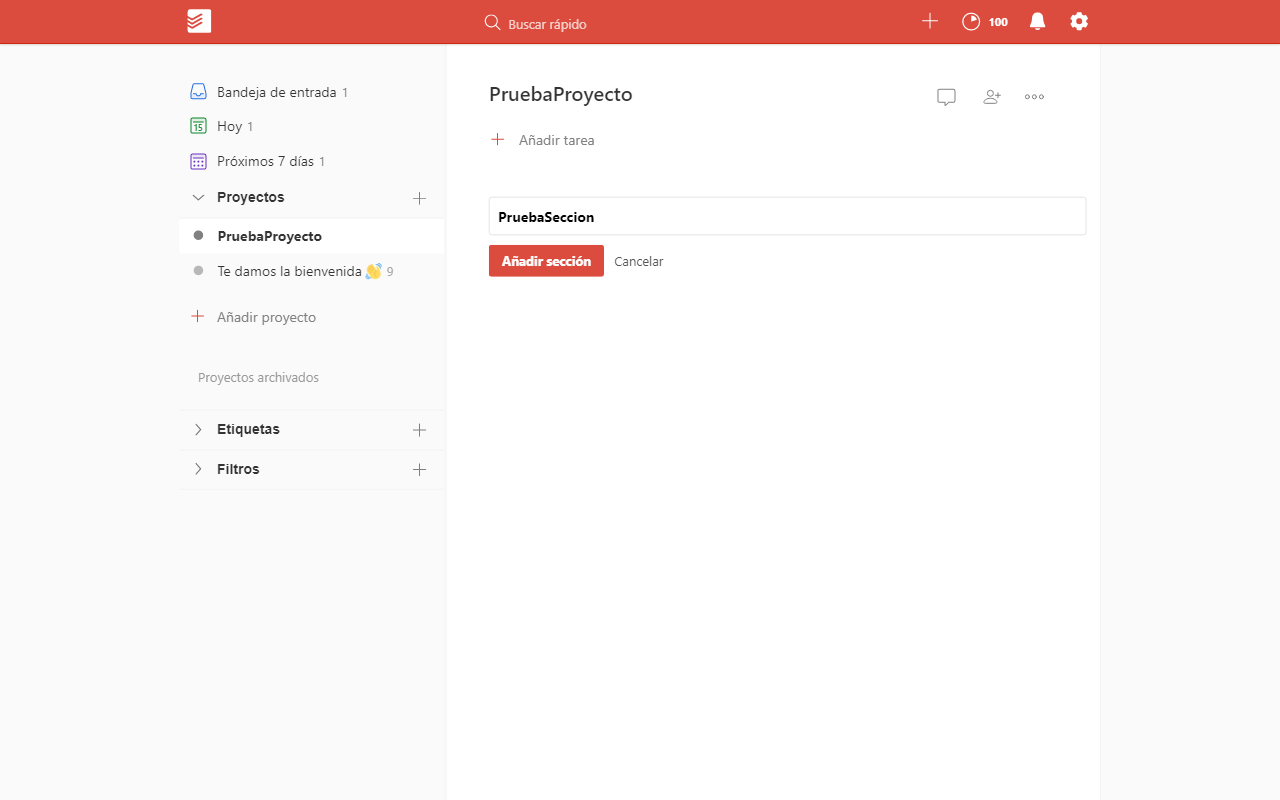 Buscar rápido
100
Bandeja de entrada 1
15
Hoy 1
Próximos 7 días 1
Proyectos
PruebaProyecto
Te damos la bienvenida 👋 9
Añadir proyecto
Proyectos archivados
Etiquetas
Filtros
PruebaProyecto
Añadir tarea
PruebaSeccion
Añadir sección
Cancelar